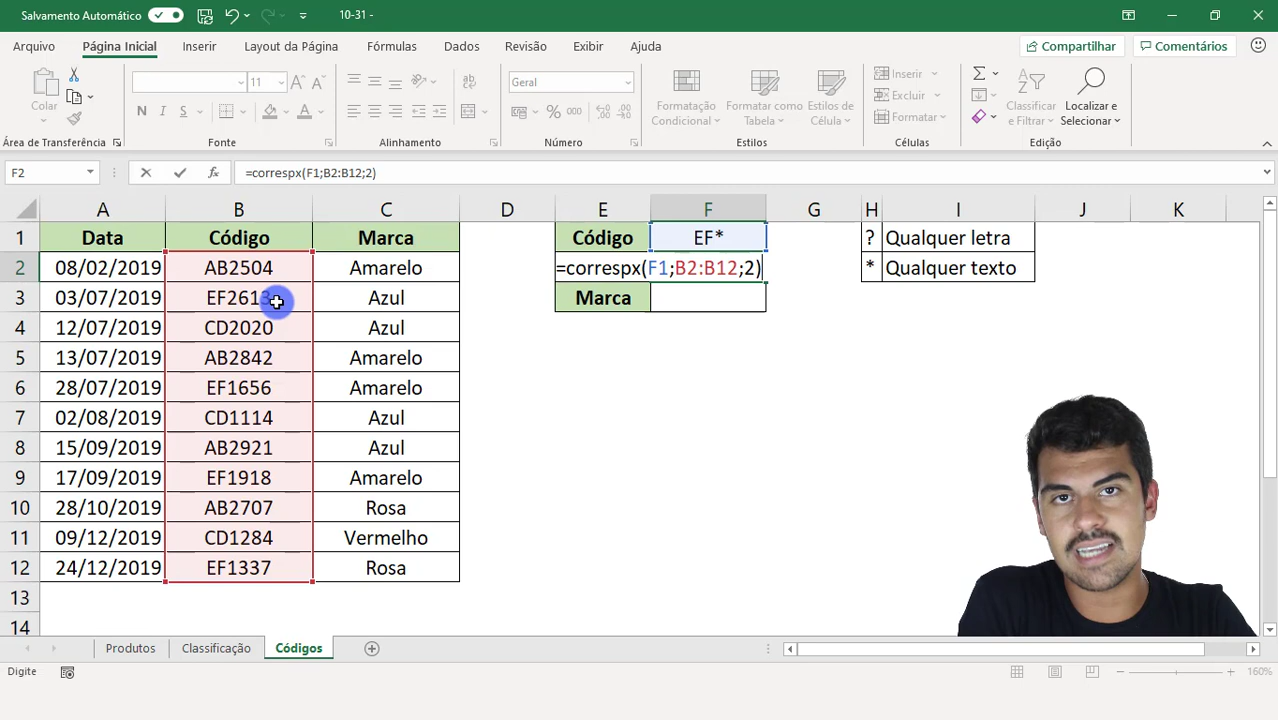 Salvamento Automático 10-31 -
Arquivo Página Inicial Inserir Layout da Página Fórmulas Dados Revisão Exibir Ajuda Compartilhar Comentários
Colar
11
N I S A
Geral
% 000
Formatação Condicional
Formatar como Tabela
Estilos de Célula
Inserir
Excluir
Formatar
Classificar e Filtrar
Localizar e Selecionar
Área de Transferência Fonte Alinhamento Número Estilos Células Edição
F2 fx =correspx(F1;B2:B12;2)
A B C D E F G H I J K
1 Data Código Marca Código EF* ? Qualquer letra
2 08/02/2019 AB2504 Amarelo =correspx(F1;B2:B12;2) * Qualquer texto
3 03/07/2019 EF2613 Azul Marca
4 12/07/2019 CD2020 Azul
5 13/07/2019 AB2842 Amarelo
6 28/07/2019 EF1656 Amarelo
7 02/08/2019 CD1114 Azul
8 15/09/2019 AB2921 Azul
9 17/09/2019 EF1918 Amarelo
10 28/10/2019 AB2707 Rosa
11 09/12/2019 CD1284 Vermelho
12 24/12/2019 EF1337 Rosa
13
14
Produtos Classificação Códigos
Digite 160%